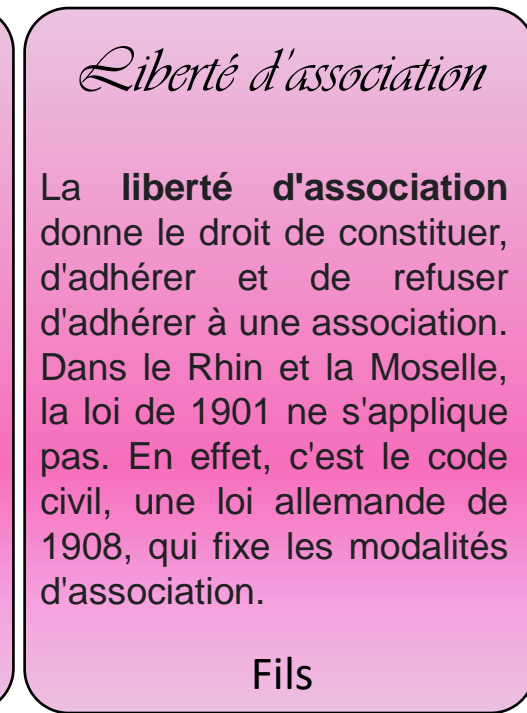 Liberté d'association
La liberté d'association
donne le droit de constituer,
d'adhérer et de refuser
d'adhérer à une association.
Dans le Rhin et la Moselle,
la loi de 1901 ne s'applique
pas. En effet, c'est le code
civil, une loi allemande de
1908, qui fixe les modalités
d'association.
Fils